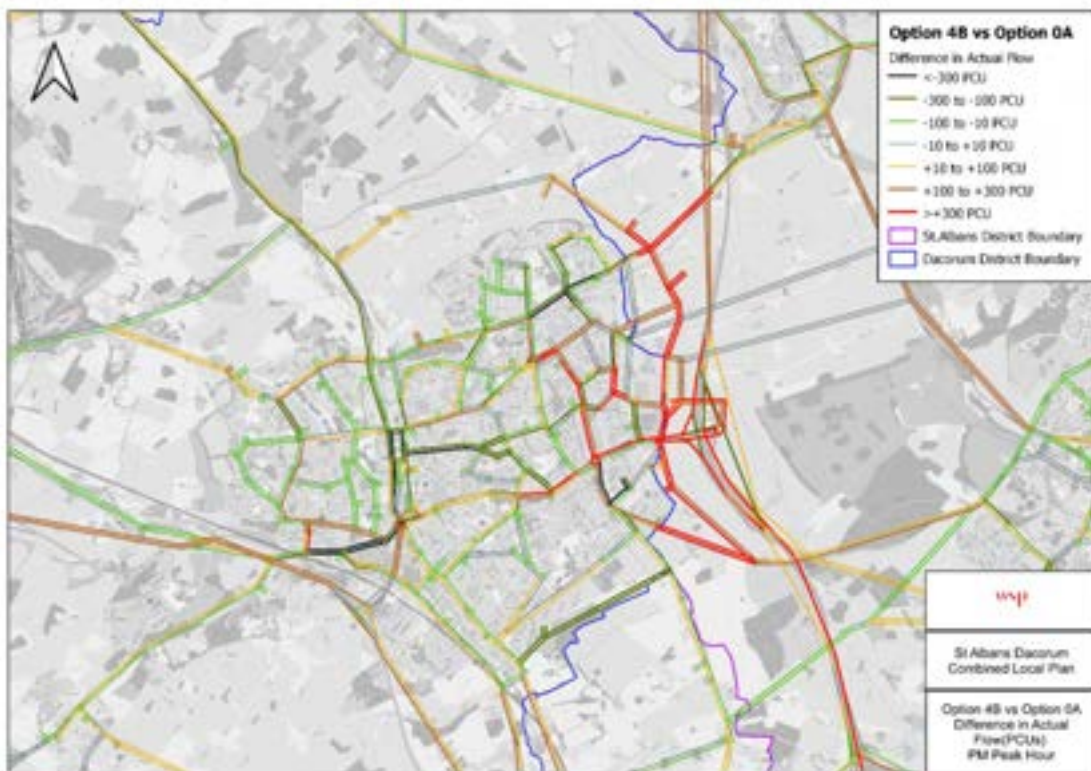 Option 4B vs Option 0A
Difference in Actual Flow
<-300 PCU
-300 to -100 PCU
-100 to -10 PCU
-10 to +10 PCU
+10 to +100 PCU
+100 to +300 PCU
>+300 PCU
St Albans District Boundary
Dacorum District Boundary
wsp
St Albans Dacorum
Combined Local Plan
Option 4B vs Option 0A
Difference in Actual
Flow(PCUs)
PM Peak Hour